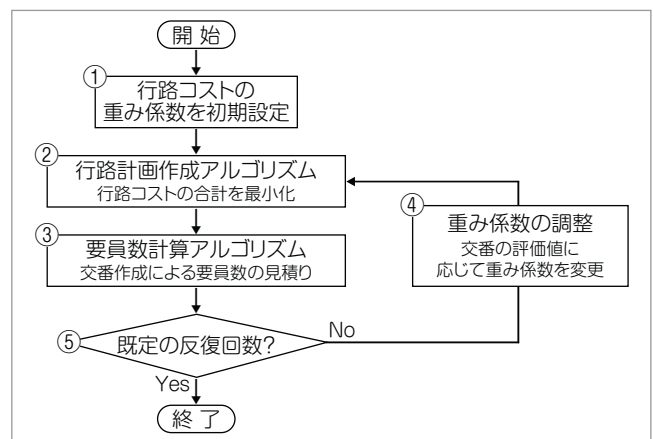 開 始
①
行路コストの
重み係数を初期設定
②
行路計画作成アルゴリズム
行路コストの合計を最小化
③
要員数計算アルゴリズム
交番作成による要員数の見積り
④
重み係数の調整
交番の評価値に
応じて重み係数を変更
⑤
既定の反復回数?
No
Yes
終 了